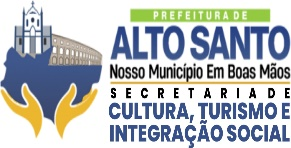 PREFEITURA DE
ALTO SANTO
Nosso Município Em Boas Mãos
SECRETARIA DE
CULTURA, TURISMO E
INTEGRAÇÃO SOCIAL